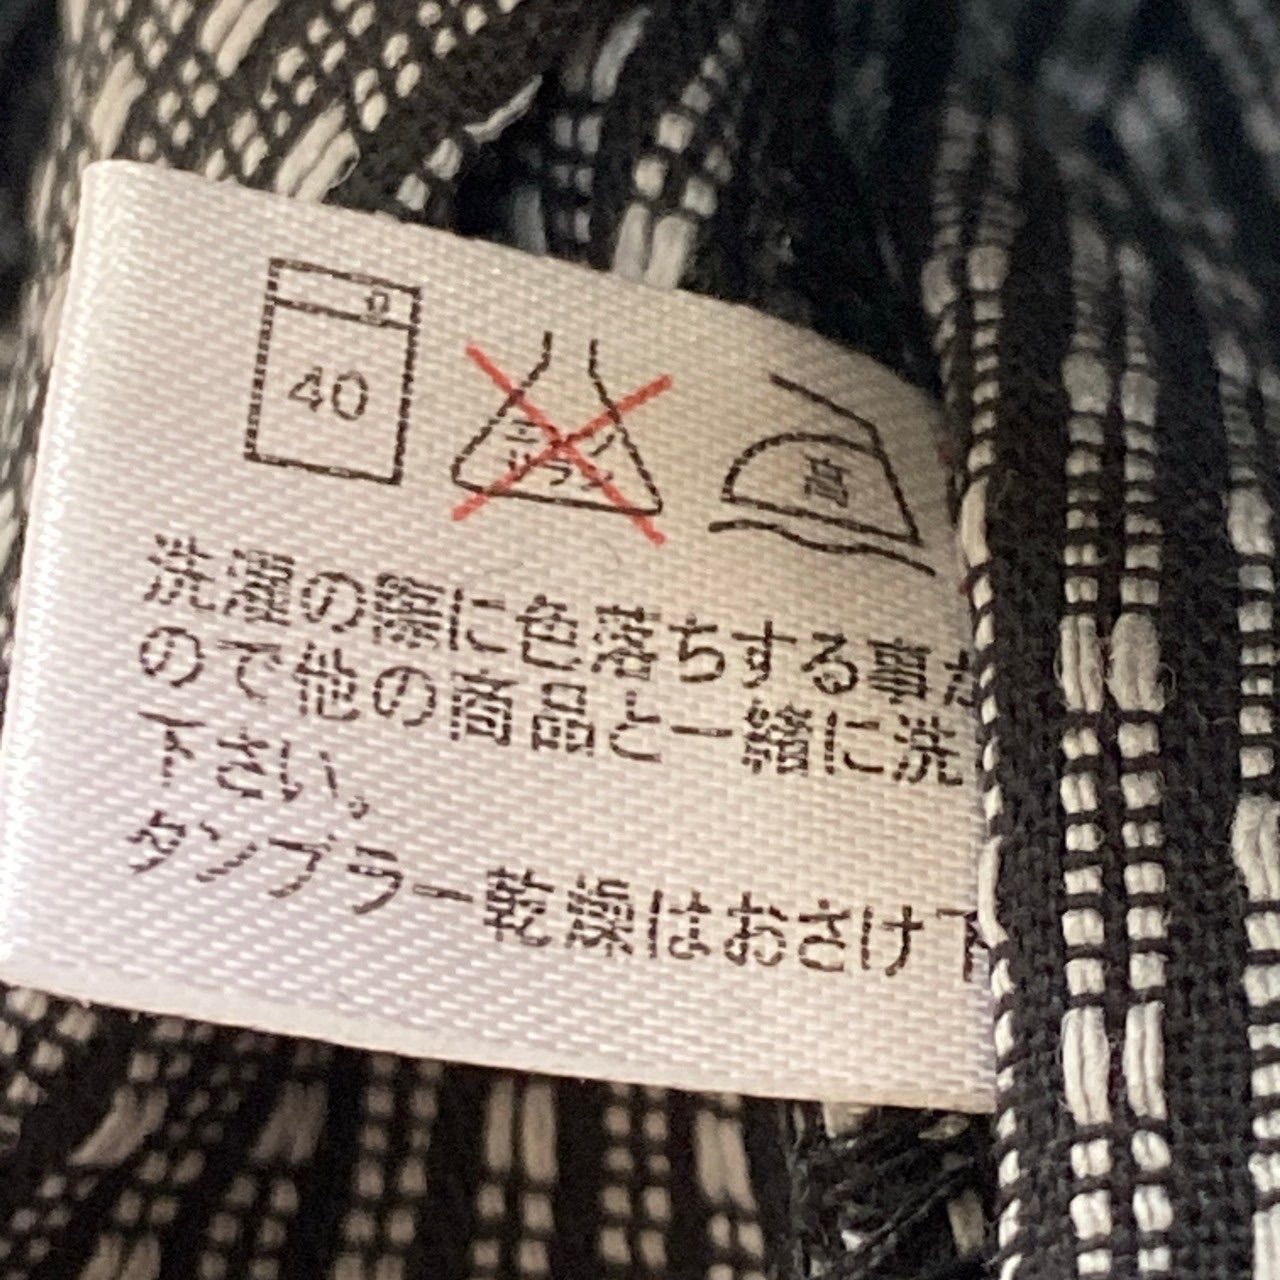 40
高
洗濯の際に色落ちする事
ので他の商品と一緒に洗
下さい。
タンブラー乾燥はおさけ下